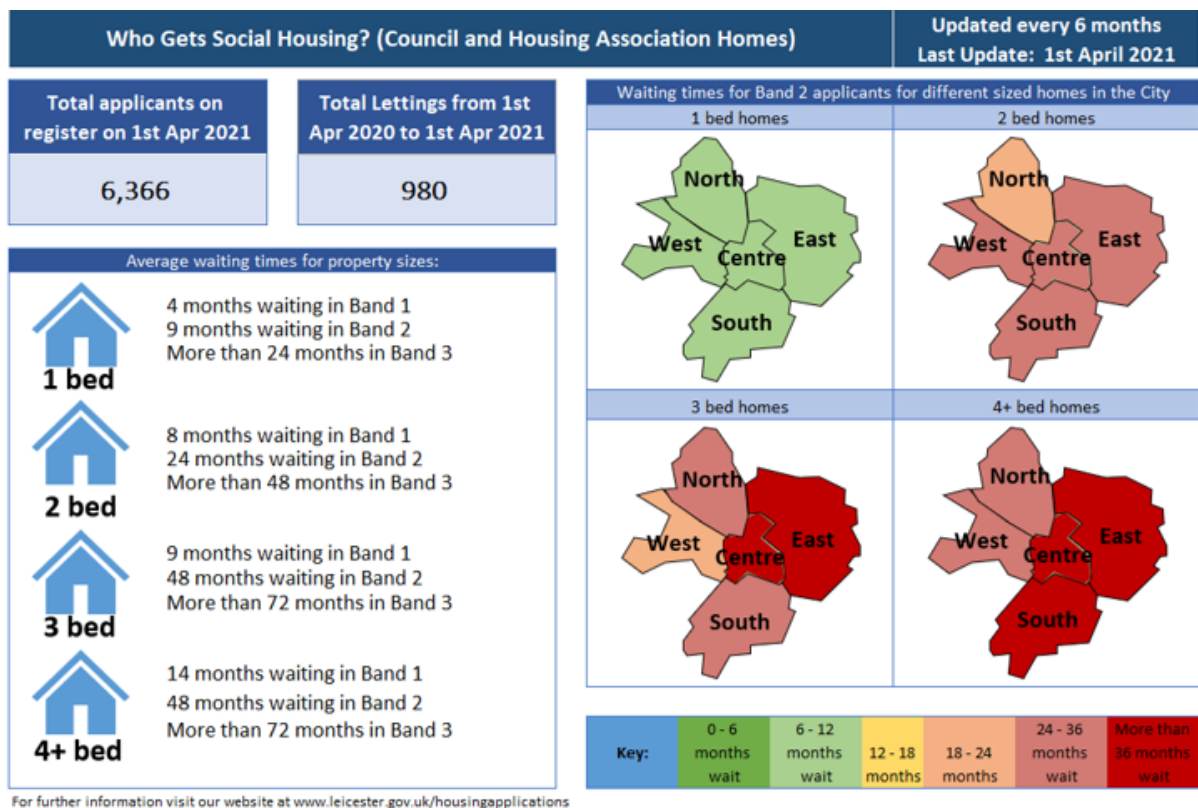 Who Gets Social Housing? (Council and Housing Association Homes)
Updated every 6 months
Last Update: 1st April 2021
Total applicants on
register on 1st Apr 2021
6,366
Total Lettings from 1st
Apr 2020 to 1st Apr 2021
980
Average waiting times for property sizes:
4 months waiting in Band 1
9 months waiting in Band 2
More than 24 months in Band 3
1 bed
8 months waiting in Band 1
24 months waiting in Band 2
More than 48 months in Band 3
2 bed
9 months waiting in Band 1
48 months waiting in Band 2
More than 72 months in Band 3
3 bed
14 months waiting in Band 1
48 months waiting in Band 2
More than 72 months in Band 3
4+ bed
For further information visit our website at www.leicester.gov.uk/housingapplications
Waiting times for Band 2 applicants for different sized homes in the City
1 bed homes
North
West
Centre
East
South
2 bed homes
North
West
Centre
East
South
3 bed homes
North
West
Centre
East
South
4+ bed homes
North
West
Centre
East
South
Key:
0 - 6
months
wait
6 - 12
months
wait
12 - 18
months
18 - 24
months
24 - 36
months
wait
More than
36 months
wait